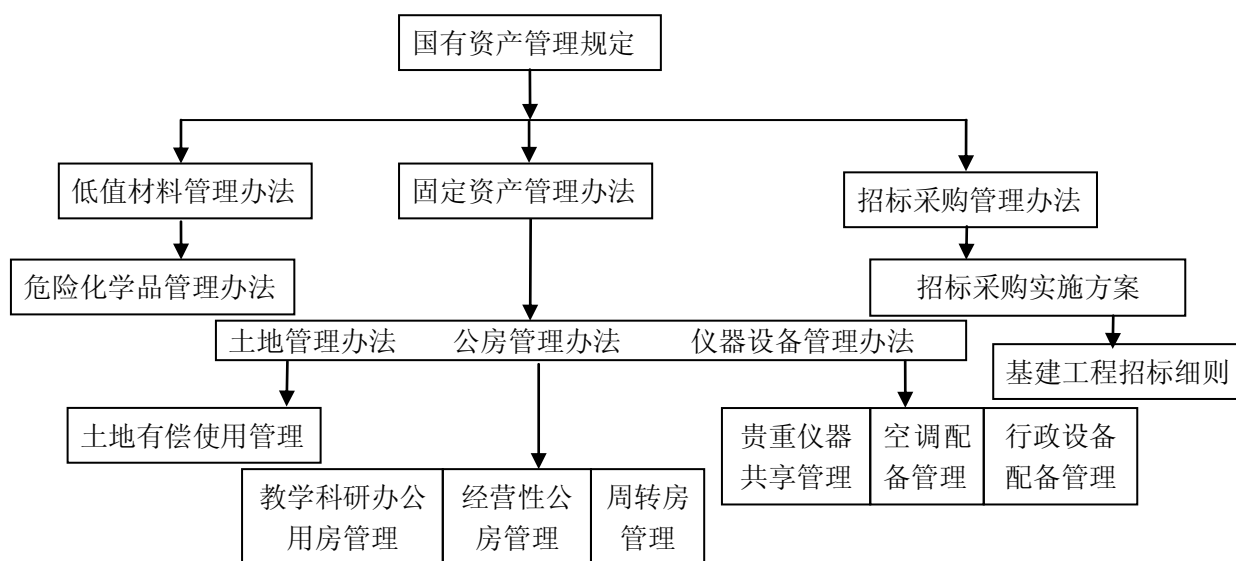 国有资产管理规定
低值材料管理办法
固定资产管理办法
招标采购管理办法
危险化学品管理办法
招标采购实施方案
土地管理办法 公房管理办法 仪器设备管理办法
基建工程招标细则
土地有偿使用管理
贵重仪器
共享管理
空调配
备管理
行政设备
配备管理
教学科研办公
用房管理
经营性公
房管理
周转房
管理